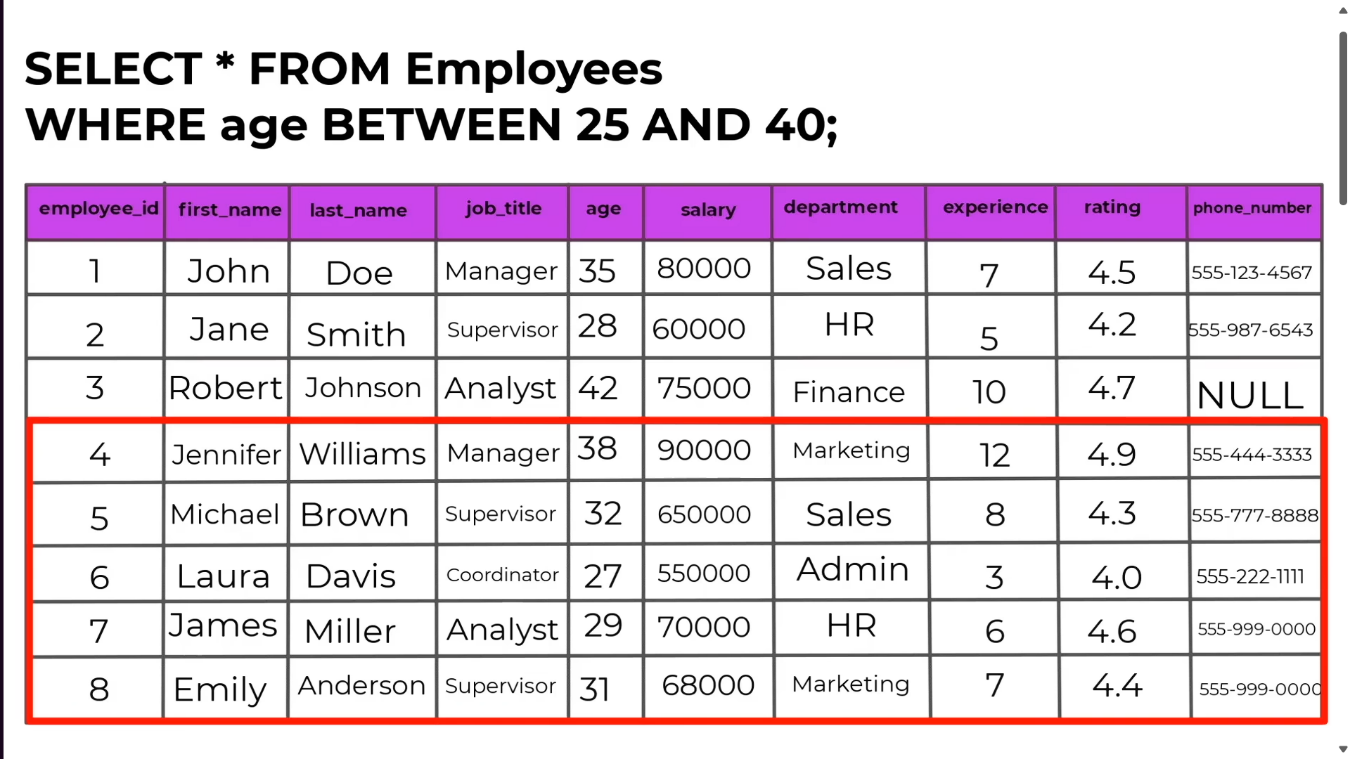 SELECT * FROM Employees
WHERE age BETWEEN 25 AND 40;
employee_id first_name last_name job_title age salary department experience rating phone_number
1 John Doe Manager 35 80000 Sales 7 4.5 555-123-4567
2 Jane Smith Supervisor 28 60000 HR 5 4.2 555-987-6543
3 Robert Johnson Analyst 42 75000 Finance 10 4.7 NULL
4 Jennifer Williams Manager 38 90000 Marketing 12 4.9 555-444-3333
5 Michael Brown Supervisor 32 650000 Sales 8 4.3 555-777-8888
6 Laura Davis Coordinator 27 550000 Admin 3 4.0 555-222-1111
7 James Miller Analyst 29 70000 HR 6 4.6 555-999-0000
8 Emily Anderson Supervisor 31 68000 Marketing 7 4.4 555-999-0000